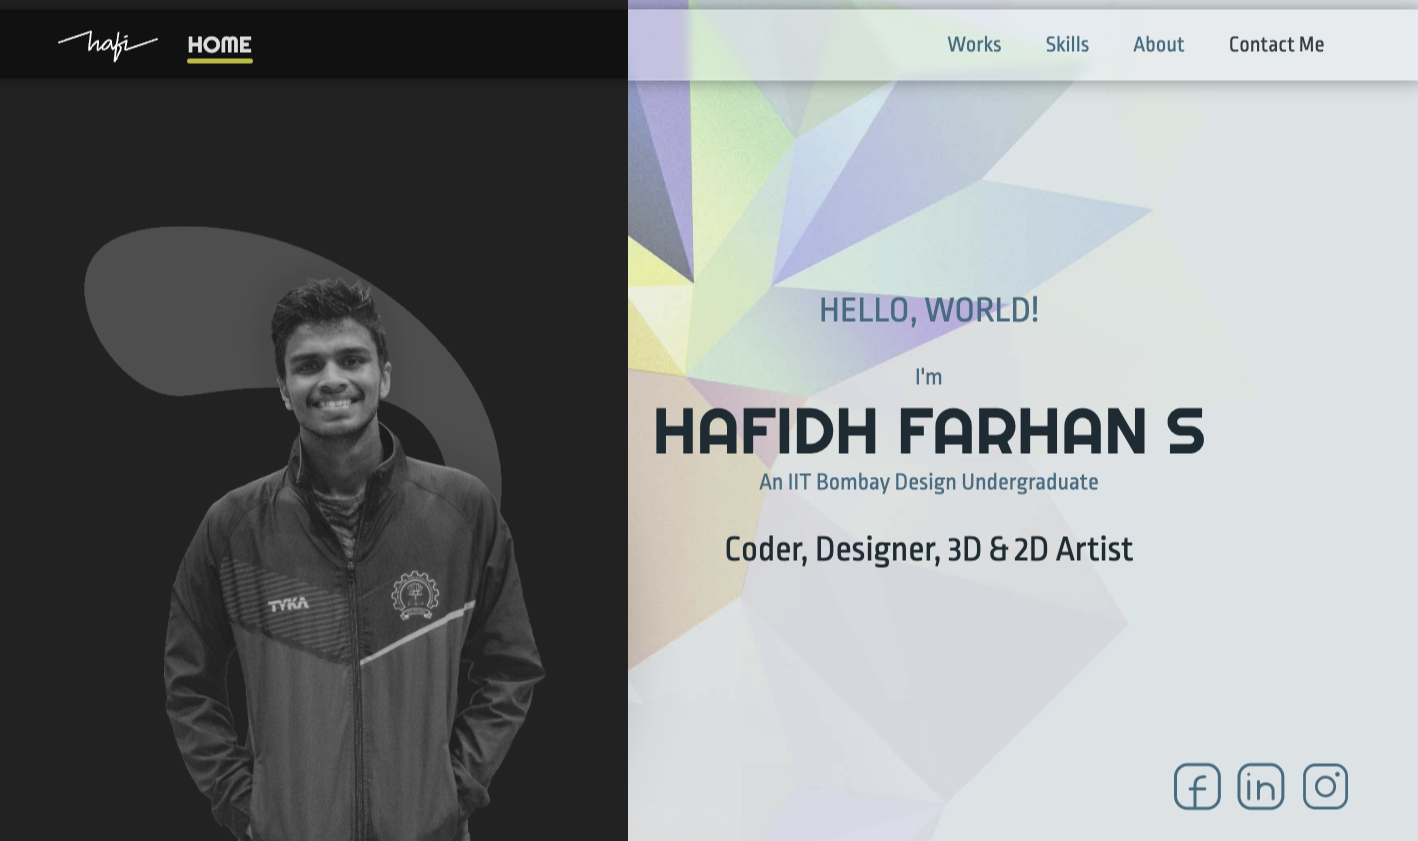 hafi
HOME
Works
Skills
About
Contact Me
HELLO, WORLD!
I'm
HAFIDH FARHAN S
An IIT Bombay Design Undergraduate
Coder, Designer, 3D & 2D Artist
TYKA
f
in